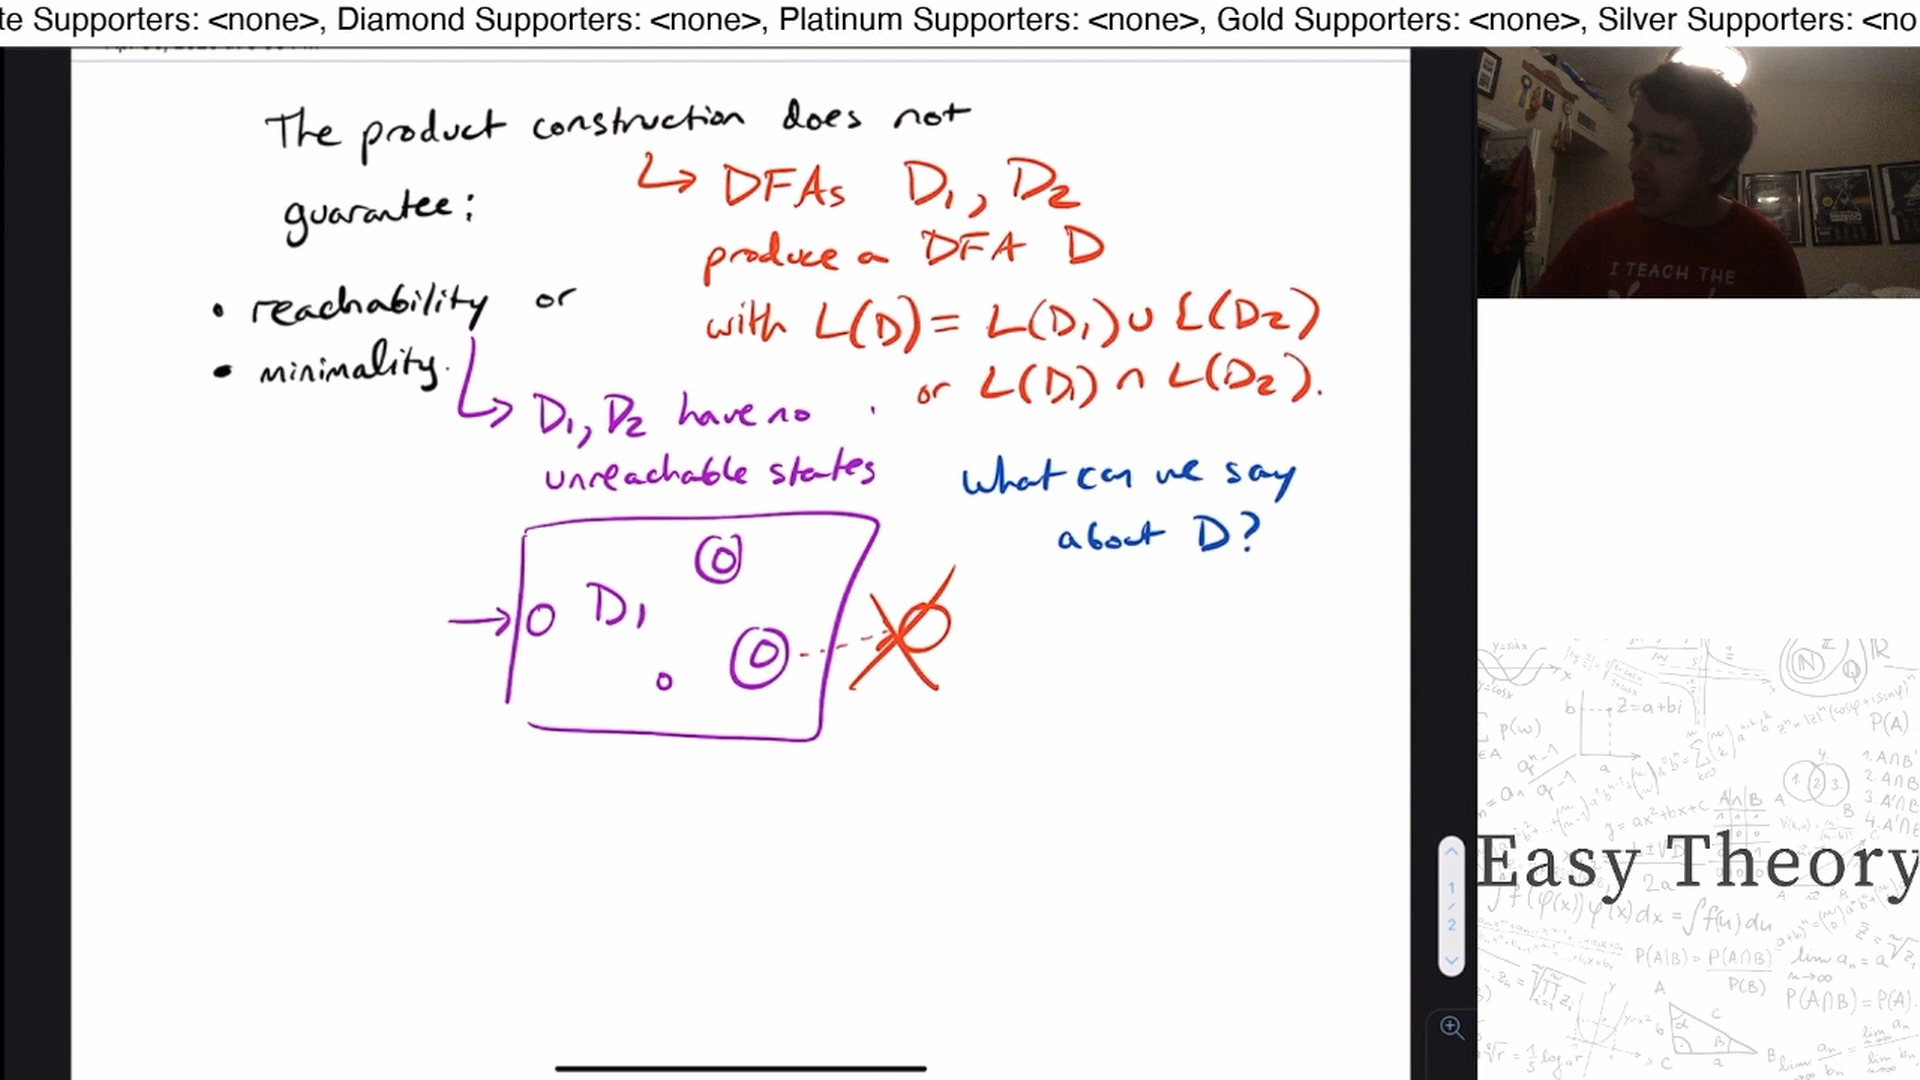 te Supporters: <none>, Diamond Supporters: <none>, Platinum Supporters: <none>, Gold Supporters: <none>, Silver Supporters: <no
The product construction does not
guarantee:
• reachability or
• minimality.
↳ DFAs D₁, D₂
produce a DFA D
with L(D) = L(D₁) ∪ L(D₂)
or L(D₁) ∩ L(D₂).
↳ D₁, D₂ have no
unreachable states
What can we say
about D?
D₁
I TEACH THE
1
/
2
Easy Theory